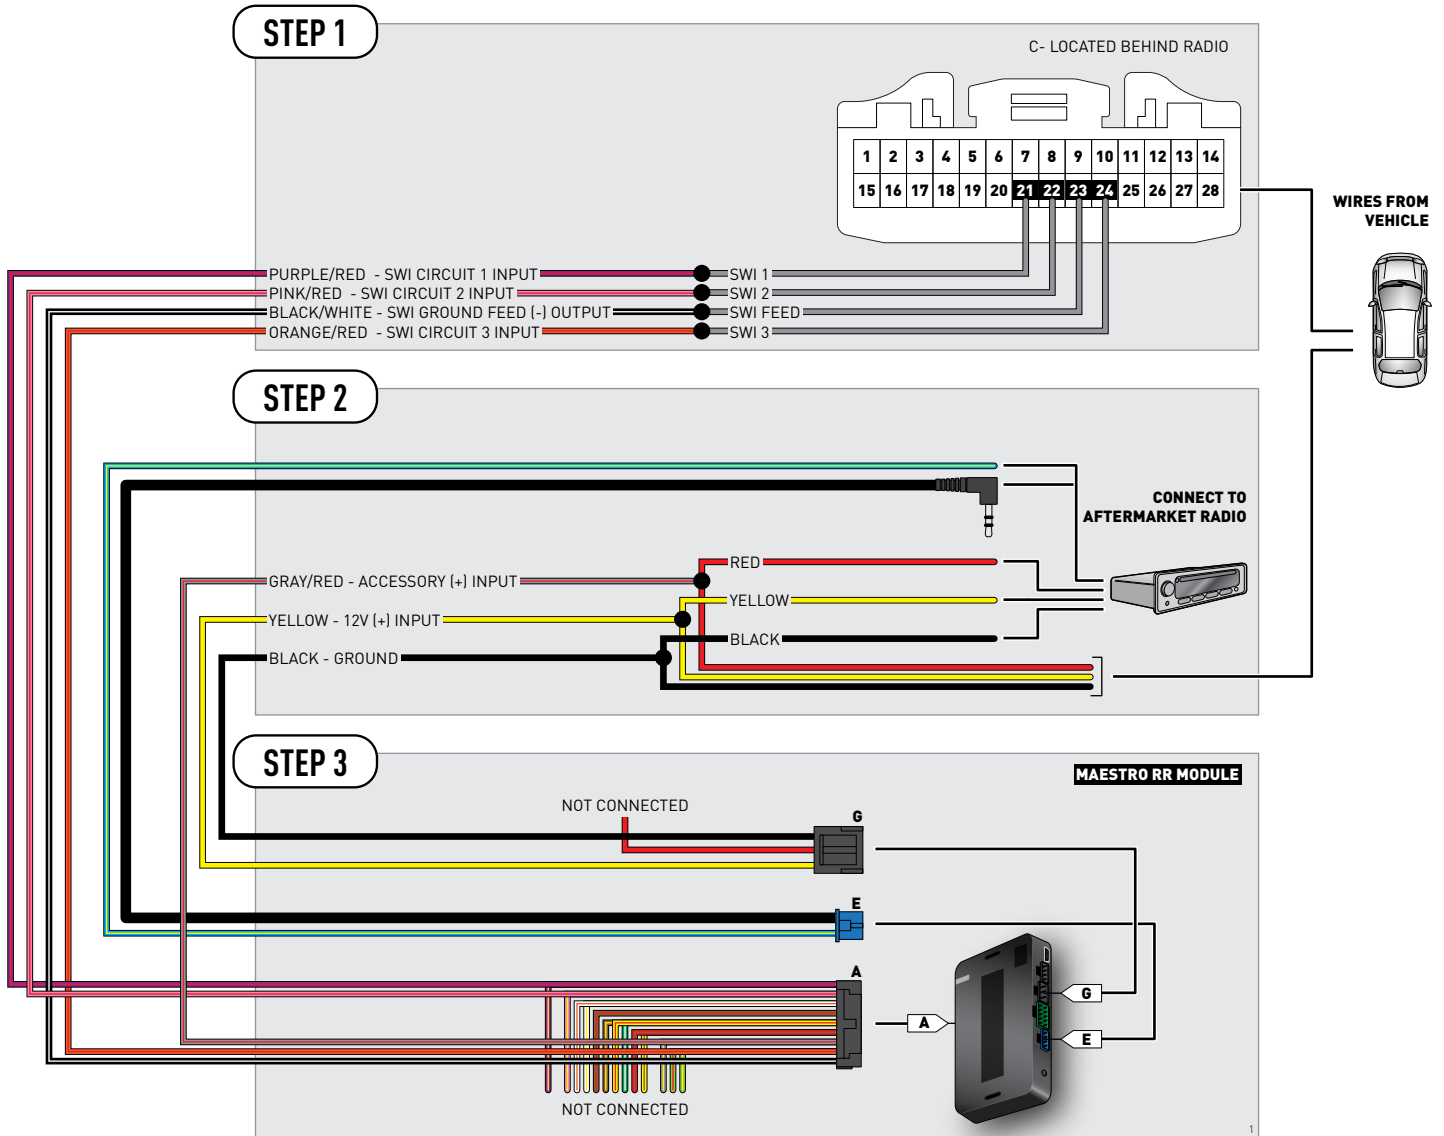 STEP 1
C- LOCATED BEHIND RADIO
1 2 3 4 5 6 7 8 9 10 11 12 13 14
15 16 17 18 19 20 21 22 23 24 25 26 27 28
WIRES FROM
VEHICLE
PURPLE/RED - SWI CIRCUIT 1 INPUT SWI 1
PINK/RED - SWI CIRCUIT 2 INPUT SWI 2
BLACK/WHITE - SWI GROUND FEED (-) OUTPUT SWI FEED
ORANGE/RED - SWI CIRCUIT 3 INPUT SWI 3
STEP 2
CONNECT TO
AFTERMARKET RADIO
RED
GRAY/RED - ACCESSORY (+) INPUT
YELLOW
YELLOW - 12V (+) INPUT
BLACK
BLACK - GROUND
STEP 3
MAESTRO RR MODULE
NOT CONNECTED
G
E
A
G
A
E
NOT CONNECTED
1